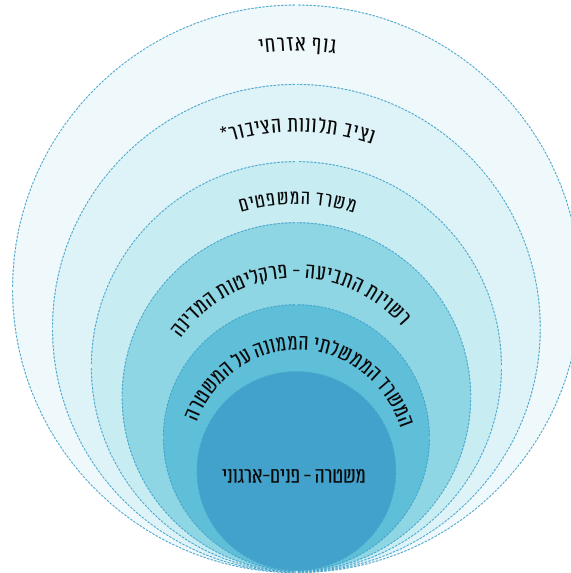 גוף אזרחי
נציב תלונות הציבור*
משרד המשפטים
רשויות התביעה - פרקליטות המדינה
המשרד הממשלתי הממונה על המשטרה
משטרה - פנים-ארגוני